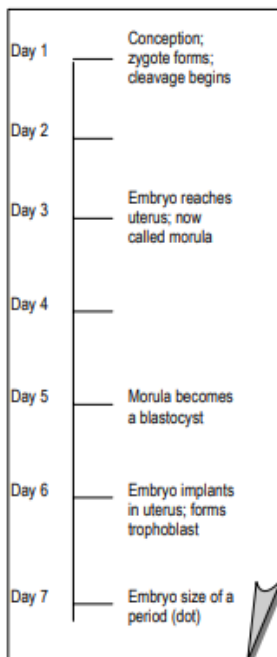 Day 1
Conception;
zygote forms;
cleavage begins
Day 2
Day 3
Embryo reaches
uterus; now
called morula
Day 4
Day 5
Morula becomes
a blastocyst
Day 6
Embryo implants
in uterus; forms
trophoblast
Day 7
Embryo size of a
period (dot)